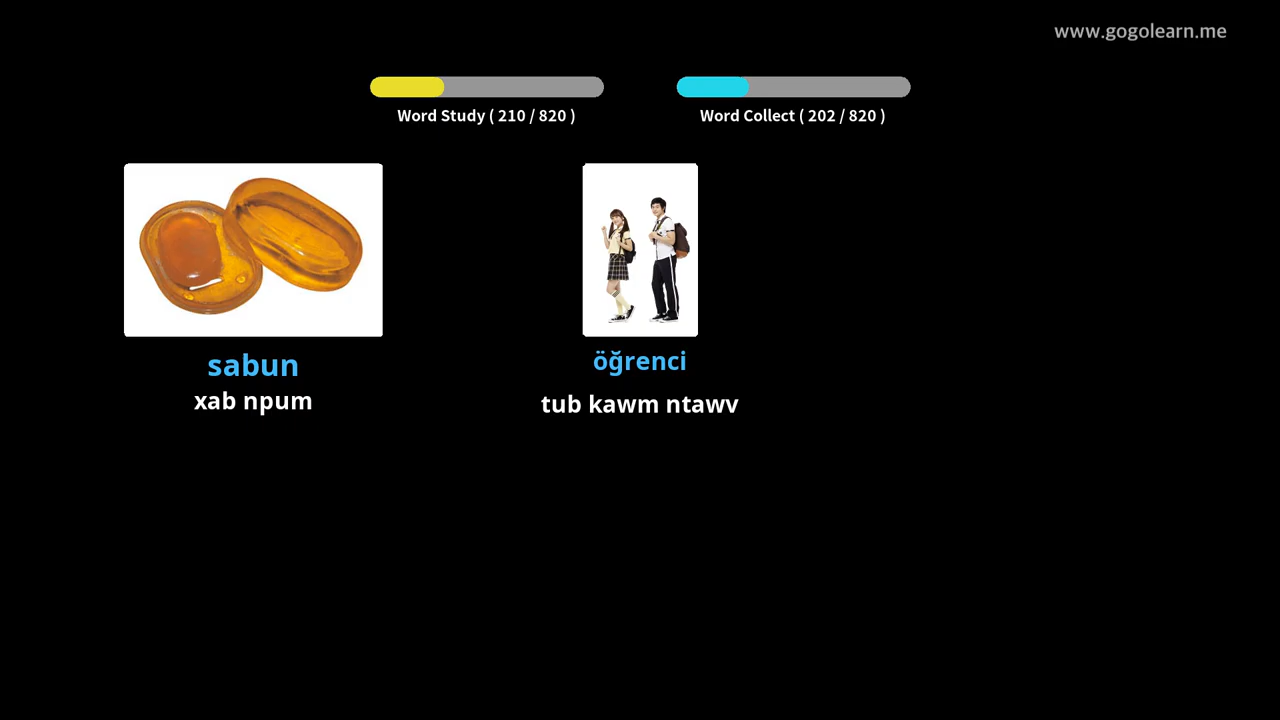 www.gogolearn.me
Word Study ( 210 / 820 )
Word Collect ( 202 / 820 )
sabun
xab npum
öğrenci
tub kawm ntawv